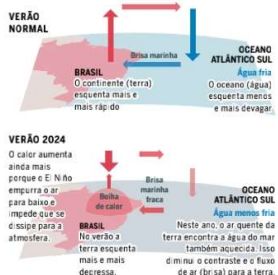 VERÃO
NORMAL
Brisa marinha
BRASIL
O continente (terra)
esquenta mais e
mais rápido
OCEANO
ATLÂNTICO SUL
Água fria
O oceano (água)
esquenta menos
e mais devagar
VERÃO 2024
O calor aumenta
ainda mais
porque o El Niño
empurra o ar
para baixo e
impede que se
dissipe para a
atmosfera.
Bolha
de calor
Brisa
marinha
fraca
BRASIL
No verão a
terra esquenta
mais e mais
depressa.
OCEANO
ATLÂNTICO SUL
Água menos fria
Neste ano, o ar quente da
terra encontra a água do mar
também aquecida. Isso
diminui o contraste e o fluxo
de ar (brisa) para a terra